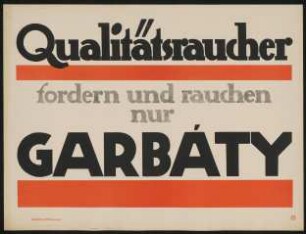 Qualitätsraucher
fordern und rauchen
nur
GARBÁTY